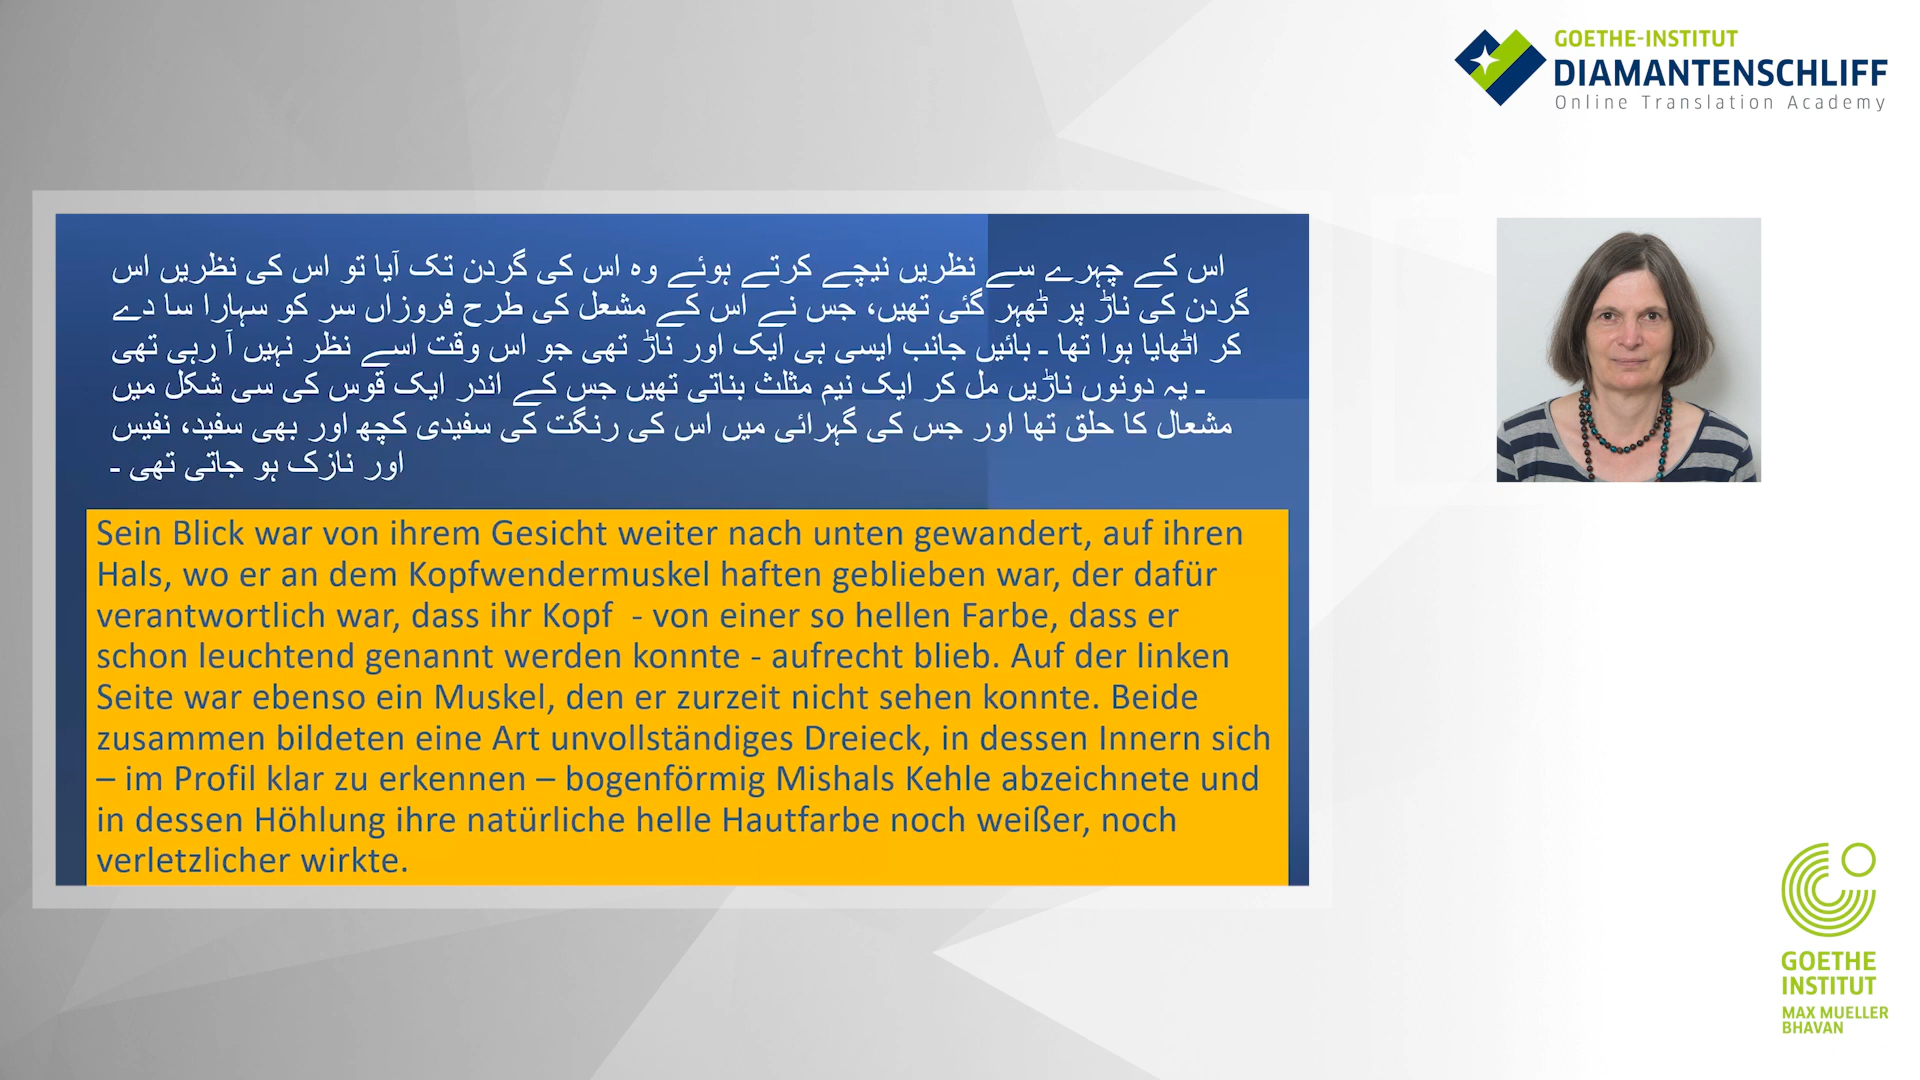 GOETHE-INSTITUT
DIAMANTENSCHLIFF
Online Translation Academy
اس کے چہرے سے نظریں نیچے کرتے ہوئے وہ اس کی گردن تک آیا تو اس کی نظریں اس
گردن کی ناڑ پر ٹھہر گئی تھیں، جس نے اس کے مشعل کی طرح فروزاں سر کو سہارا سا دے
کر اٹھایا ہوا تھا ۔ بائیں جانب ایسی ہی ایک اور ناڑ تھی جو اس وقت اسے نظر نہیں آ رہی تھی
۔ یہ دونوں ناڑیں مل کر ایک نیم مثلث بناتی تھیں جس کے اندر ایک قوس کی سی شکل میں
مشعال کا حلق تھا اور جس کی گہرائی میں اس کی رنگت کی سفیدی کچھ اور بھی سفید، نفیس
اور نازک ہو جاتی تھی ۔
Sein Blick war von ihrem Gesicht weiter nach unten gewandert, auf ihren
Hals, wo er an dem Kopfwendermuskel haften geblieben war, der dafür
verantwortlich war, dass ihr Kopf  - von einer so hellen Farbe, dass er
schon leuchtend genannt werden konnte - aufrecht blieb. Auf der linken
Seite war ebenso ein Muskel, den er zurzeit nicht sehen konnte. Beide
zusammen bildeten eine Art unvollständiges Dreieck, in dessen Innern sich
– im Profil klar zu erkennen – bogenförmig Mishals Kehle abzeichnete und
in dessen Höhlung ihre natürliche helle Hautfarbe noch weißer, noch
verletzlicher wirkte.
GOETHE
INSTITUT
MAX MUELLER
BHAVAN